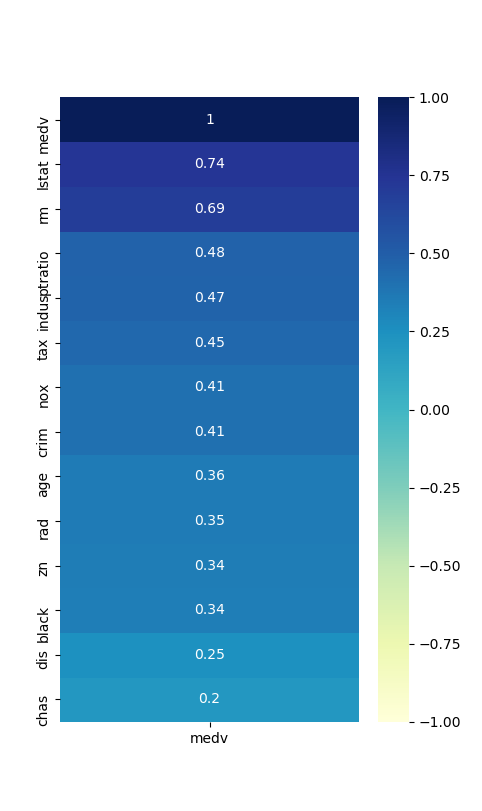 medv 1 1.00
lstat 0.74 0.75
rm 0.69
ptratio 0.48 0.50
indus 0.47
tax 0.45 0.25
nox 0.41
crim 0.41 0.00
age 0.36 −0.25
rad 0.35
zn 0.34 −0.50
black 0.34
dis 0.25 −0.75
chas 0.2 −1.00
medv